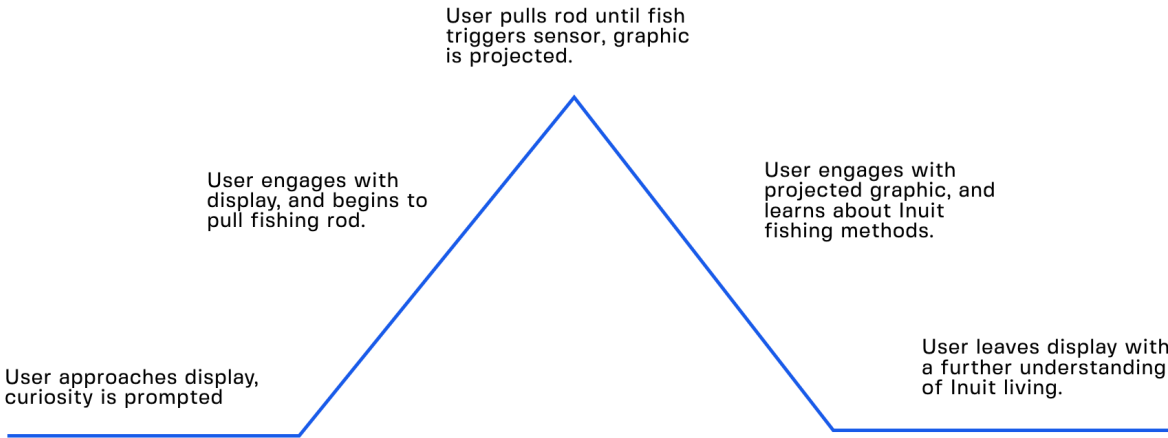 User pulls rod until fish
triggers sensor, graphic
is projected.
User engages with
display, and begins to
pull fishing rod.
User engages with
projected graphic, and
learns about Inuit
fishing methods.
User approaches display,
curiosity is prompted
User leaves display with
a further understanding
of Inuit living.